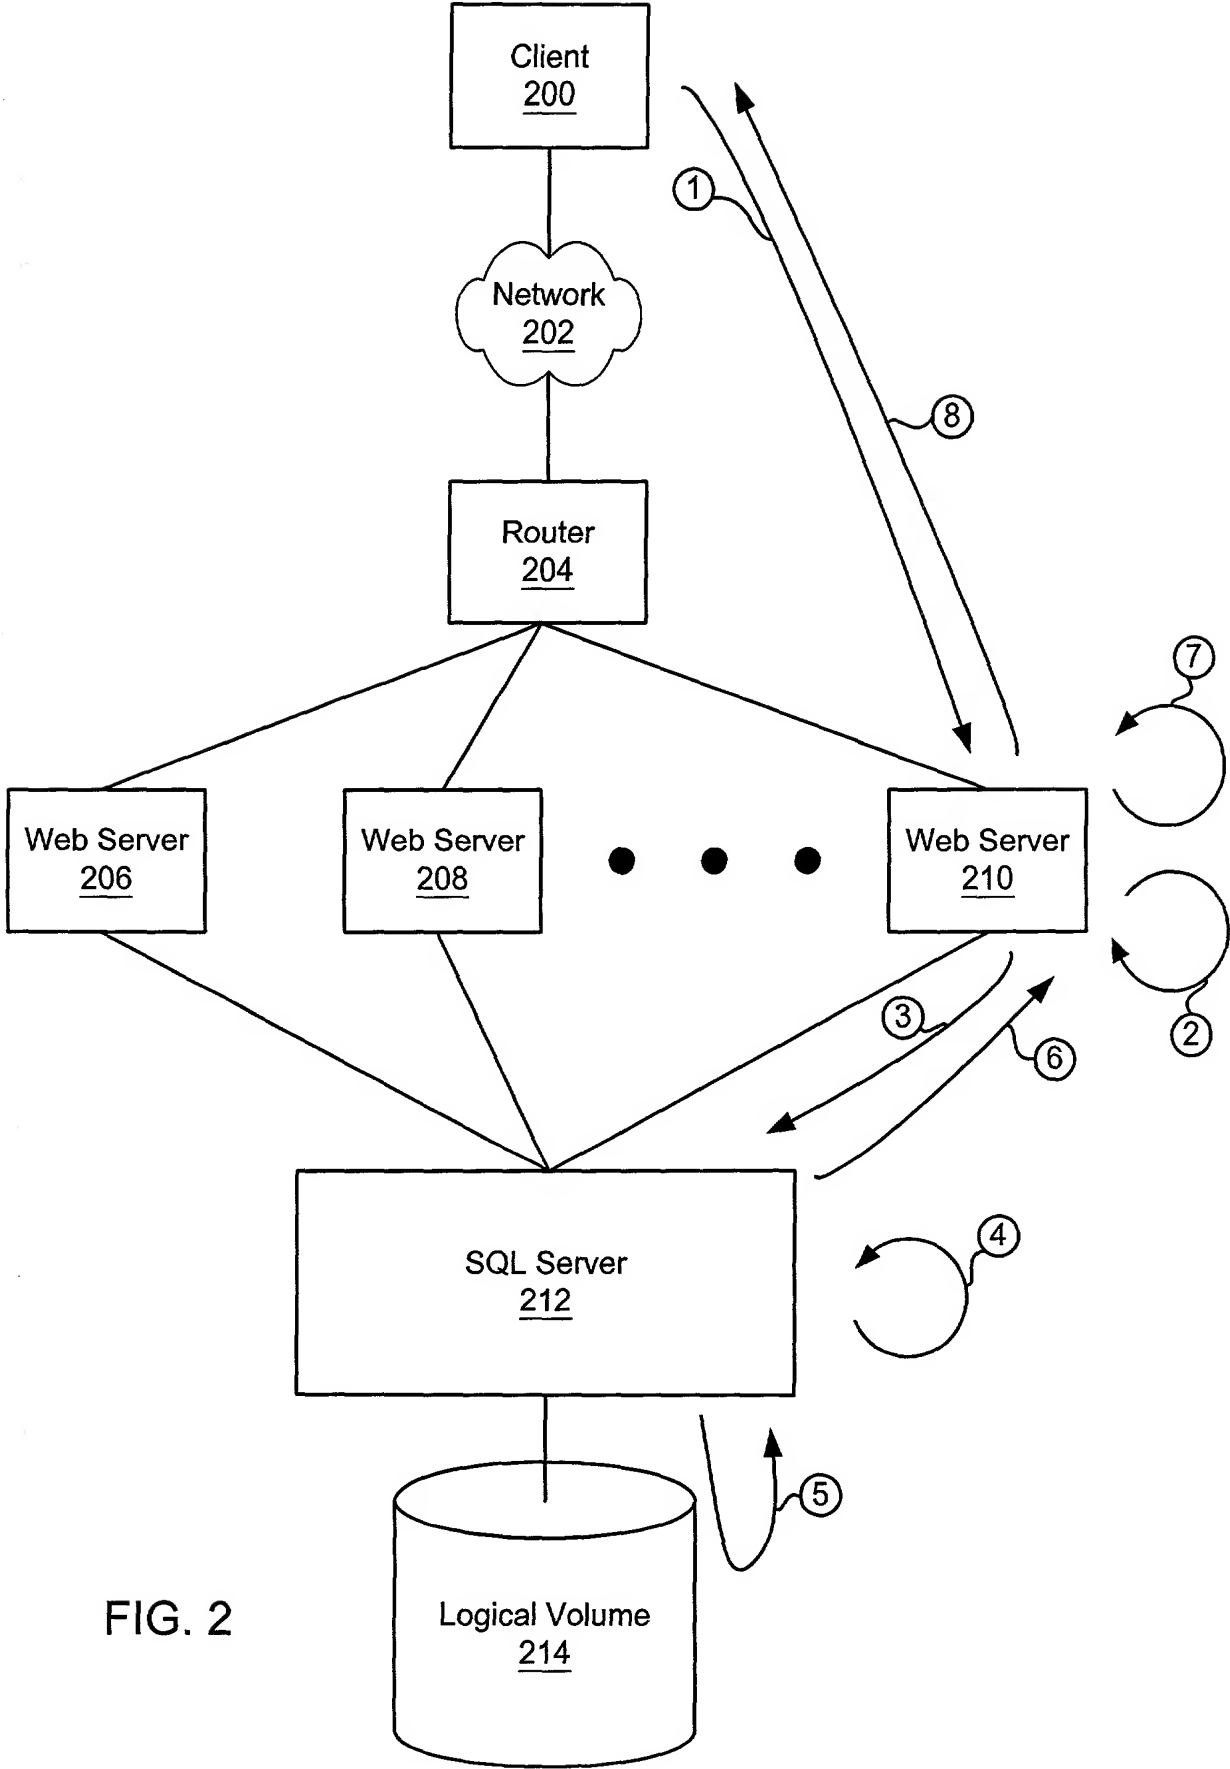 Client
200
1
Network
202
8
Router
204
7
Web Server
206
Web Server
208
Web Server
210
3
2
6
SQL Server
212
4
5
Logical Volume
214
FIG. 2